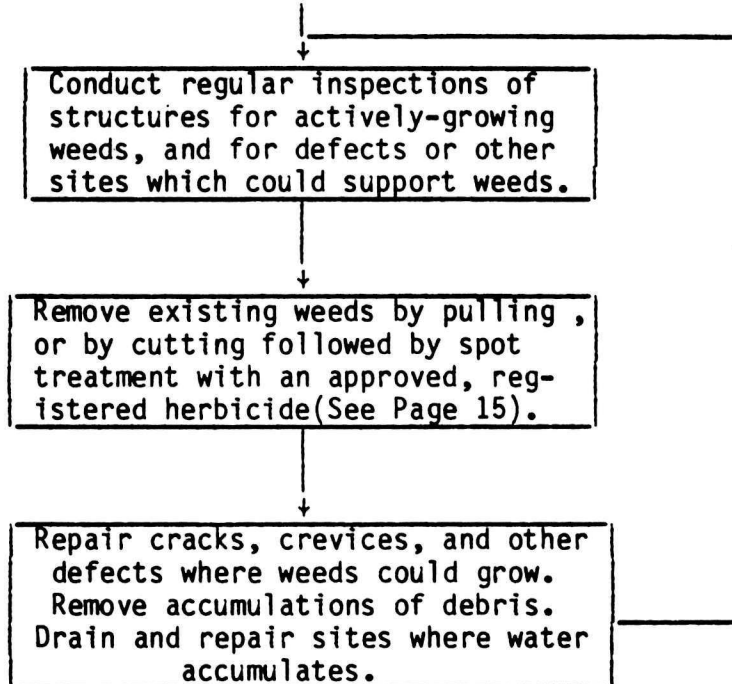 Conduct regular inspections of
structures for actively-growing
weeds, and for defects or other
sites which could support weeds.
Remove existing weeds by pulling ,
or by cutting followed by spot
treatment with an approved, reg-
istered herbicide(See Page 15).
Repair cracks, crevices, and other
defects where weeds could grow.
Remove accumulations of debris.
Drain and repair sites where water
accumulates.